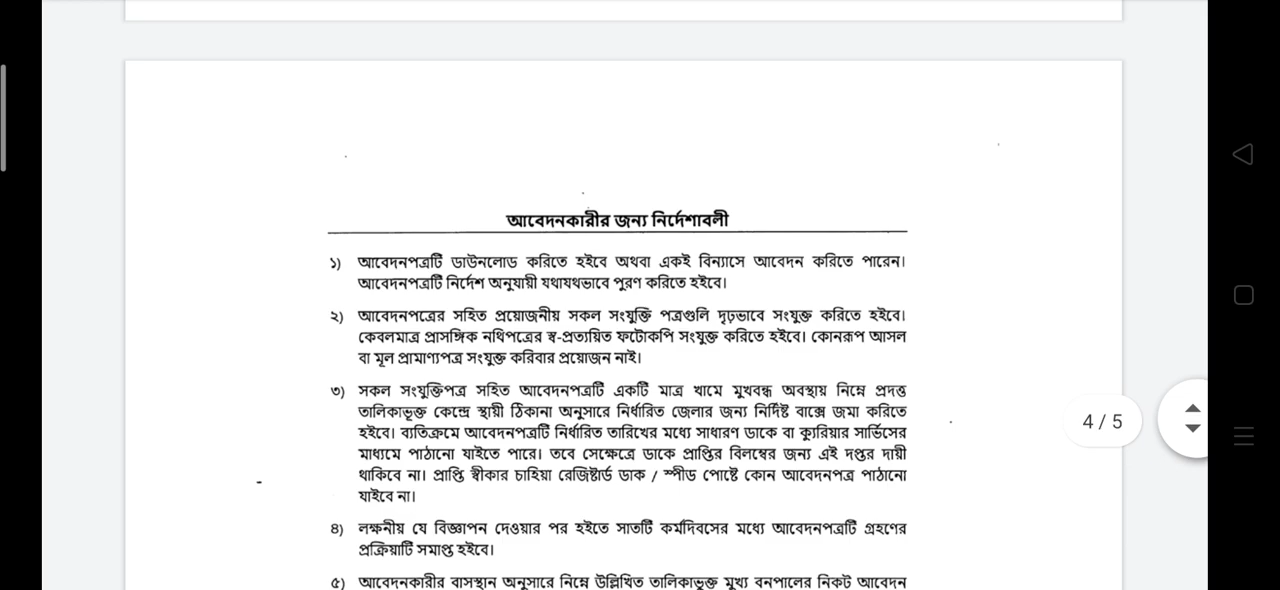 আবেদনকারীর জন্য নির্দেশাবলী
১) আবেদনপত্রটি ডাউনলোড করিতে হইবে অথবা একই বিন্যাসে আবেদন করিতে পারেন।
আবেদনপত্রটি নির্দেশ অনুযায়ী যথাযথভাবে পুরণ করিতে হইবে।
২) আবেদনপত্রের সহিত প্রয়োজনীয় সকল সংযুক্তি পত্রগুলি দৃঢ়ভাবে সংযুক্ত করিতে হইবে।
কেবলমাত্র প্রাসঙ্গিক নথিপত্রের স্ব-প্রত্যয়িত ফটোকপি সংযুক্ত করিতে হইবে। কোনরূপ আসল
বা মূল প্রামাণ্যপত্র সংযুক্ত করিবার প্রয়োজন নাই।
৩) সকল সংযুক্তিপত্র সহিত আবেদনপত্রটি একটি মাত্র খামে মুখবন্ধ অবস্থায় নিম্নে প্রদত্ত
তালিকাভূক্ত কেন্দ্রে স্থায়ী ঠিকানা অনুসারে নির্ধারিত জেলার জন্য নির্দিষ্ট বাক্সে জমা করিতে
হইবে। ব্যতিক্রমে আবেদনপত্রটি নির্ধারিত তারিখের মধ্যে সাধারণ ডাকে বা ক্যুরিয়ার সার্ভিসের
মাধ্যমে পাঠানো যাইতে পারে। তবে সেক্ষেত্রে ডাকে প্রাপ্তির বিলম্বের জন্য এই দপ্তর দায়ী
থাকিবে না। প্রাপ্তি স্বীকার চাহিয়া রেজিষ্টার্ড ডাক / স্পীড পোষ্টে কোন আবেদনপত্র পাঠানো
যাইবে না।
৪) লক্ষনীয় যে বিজ্ঞাপন দেওয়ার পর হইতে সাতটি কর্মদিবসের মধ্যে আবেদনপত্রটি গ্রহণের
প্রক্রিয়াটি সমাপ্ত হইবে।
৫) আবেদনকারীর বাসস্থান অনুসারে নিম্নে উল্লিখিত তালিকাভূক্ত মুখ্য বনপালের নিকট আবেদন
4 / 5